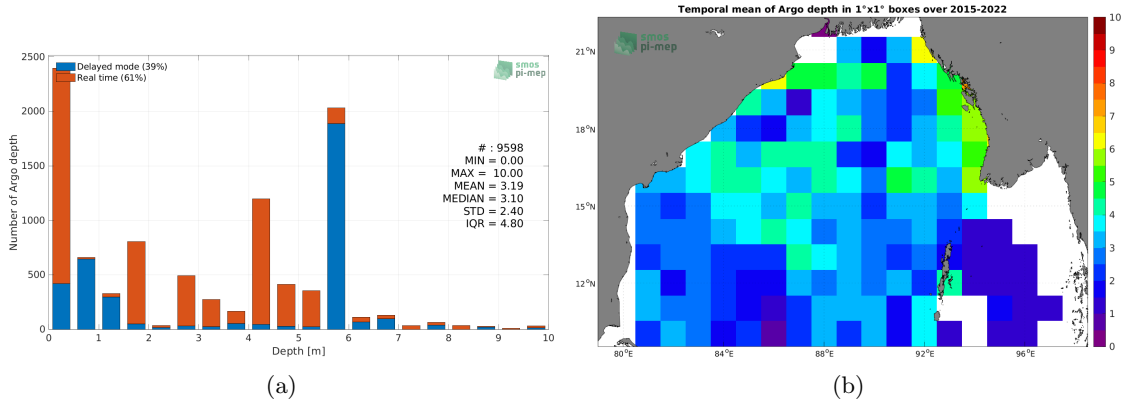 2500
2000
1500
1000
500
0
Number of Argo depth
Delayed mode (39%)
Real time (61%)
smos
pi-mep
# : 9598
MIN = 0.00
MAX = 10.00
MEAN = 3.19
MEDIAN = 3.10
STD = 2.40
IQR = 4.80
0 1 2 3 4 5 6 7 8 9 10
Depth [m]
(a)
Temporal mean of Argo depth in 1°x1° boxes over 2015-2022
smos
pi-mep
21°N
18°N
15°N
12°N
80°E 84°E 88°E 92°E 96°E
10
9
8
7
6
5
4
3
2
1
0
(b)